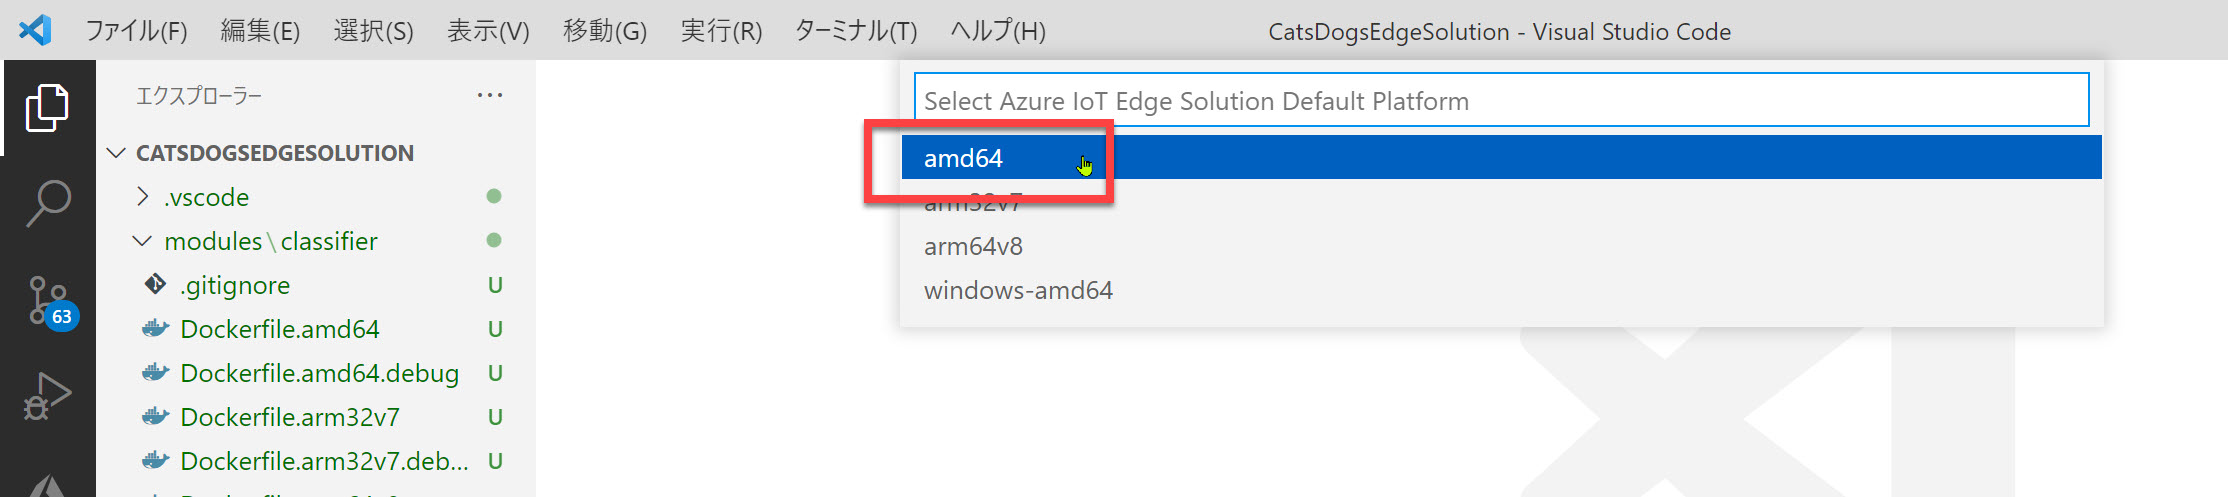 ファイル(F) 編集(E) 選択(S) 表示(V) 移動(G) 実行(R) ターミナル(T) ヘルプ(H) CatsDogsEdgeSolution - Visual Studio Code
エクスプローラー ···
CATSDOGSEDGESOLUTION
.vscode
modules\classifier
.gitignore U
Dockerfile.amd64 U
Dockerfile.amd64.debug U
Dockerfile.arm32v7 U
Dockerfile.arm32v7.deb... U
63
Select Azure IoT Edge Solution Default Platform
amd64
arm32v7
arm64v8
windows-amd64